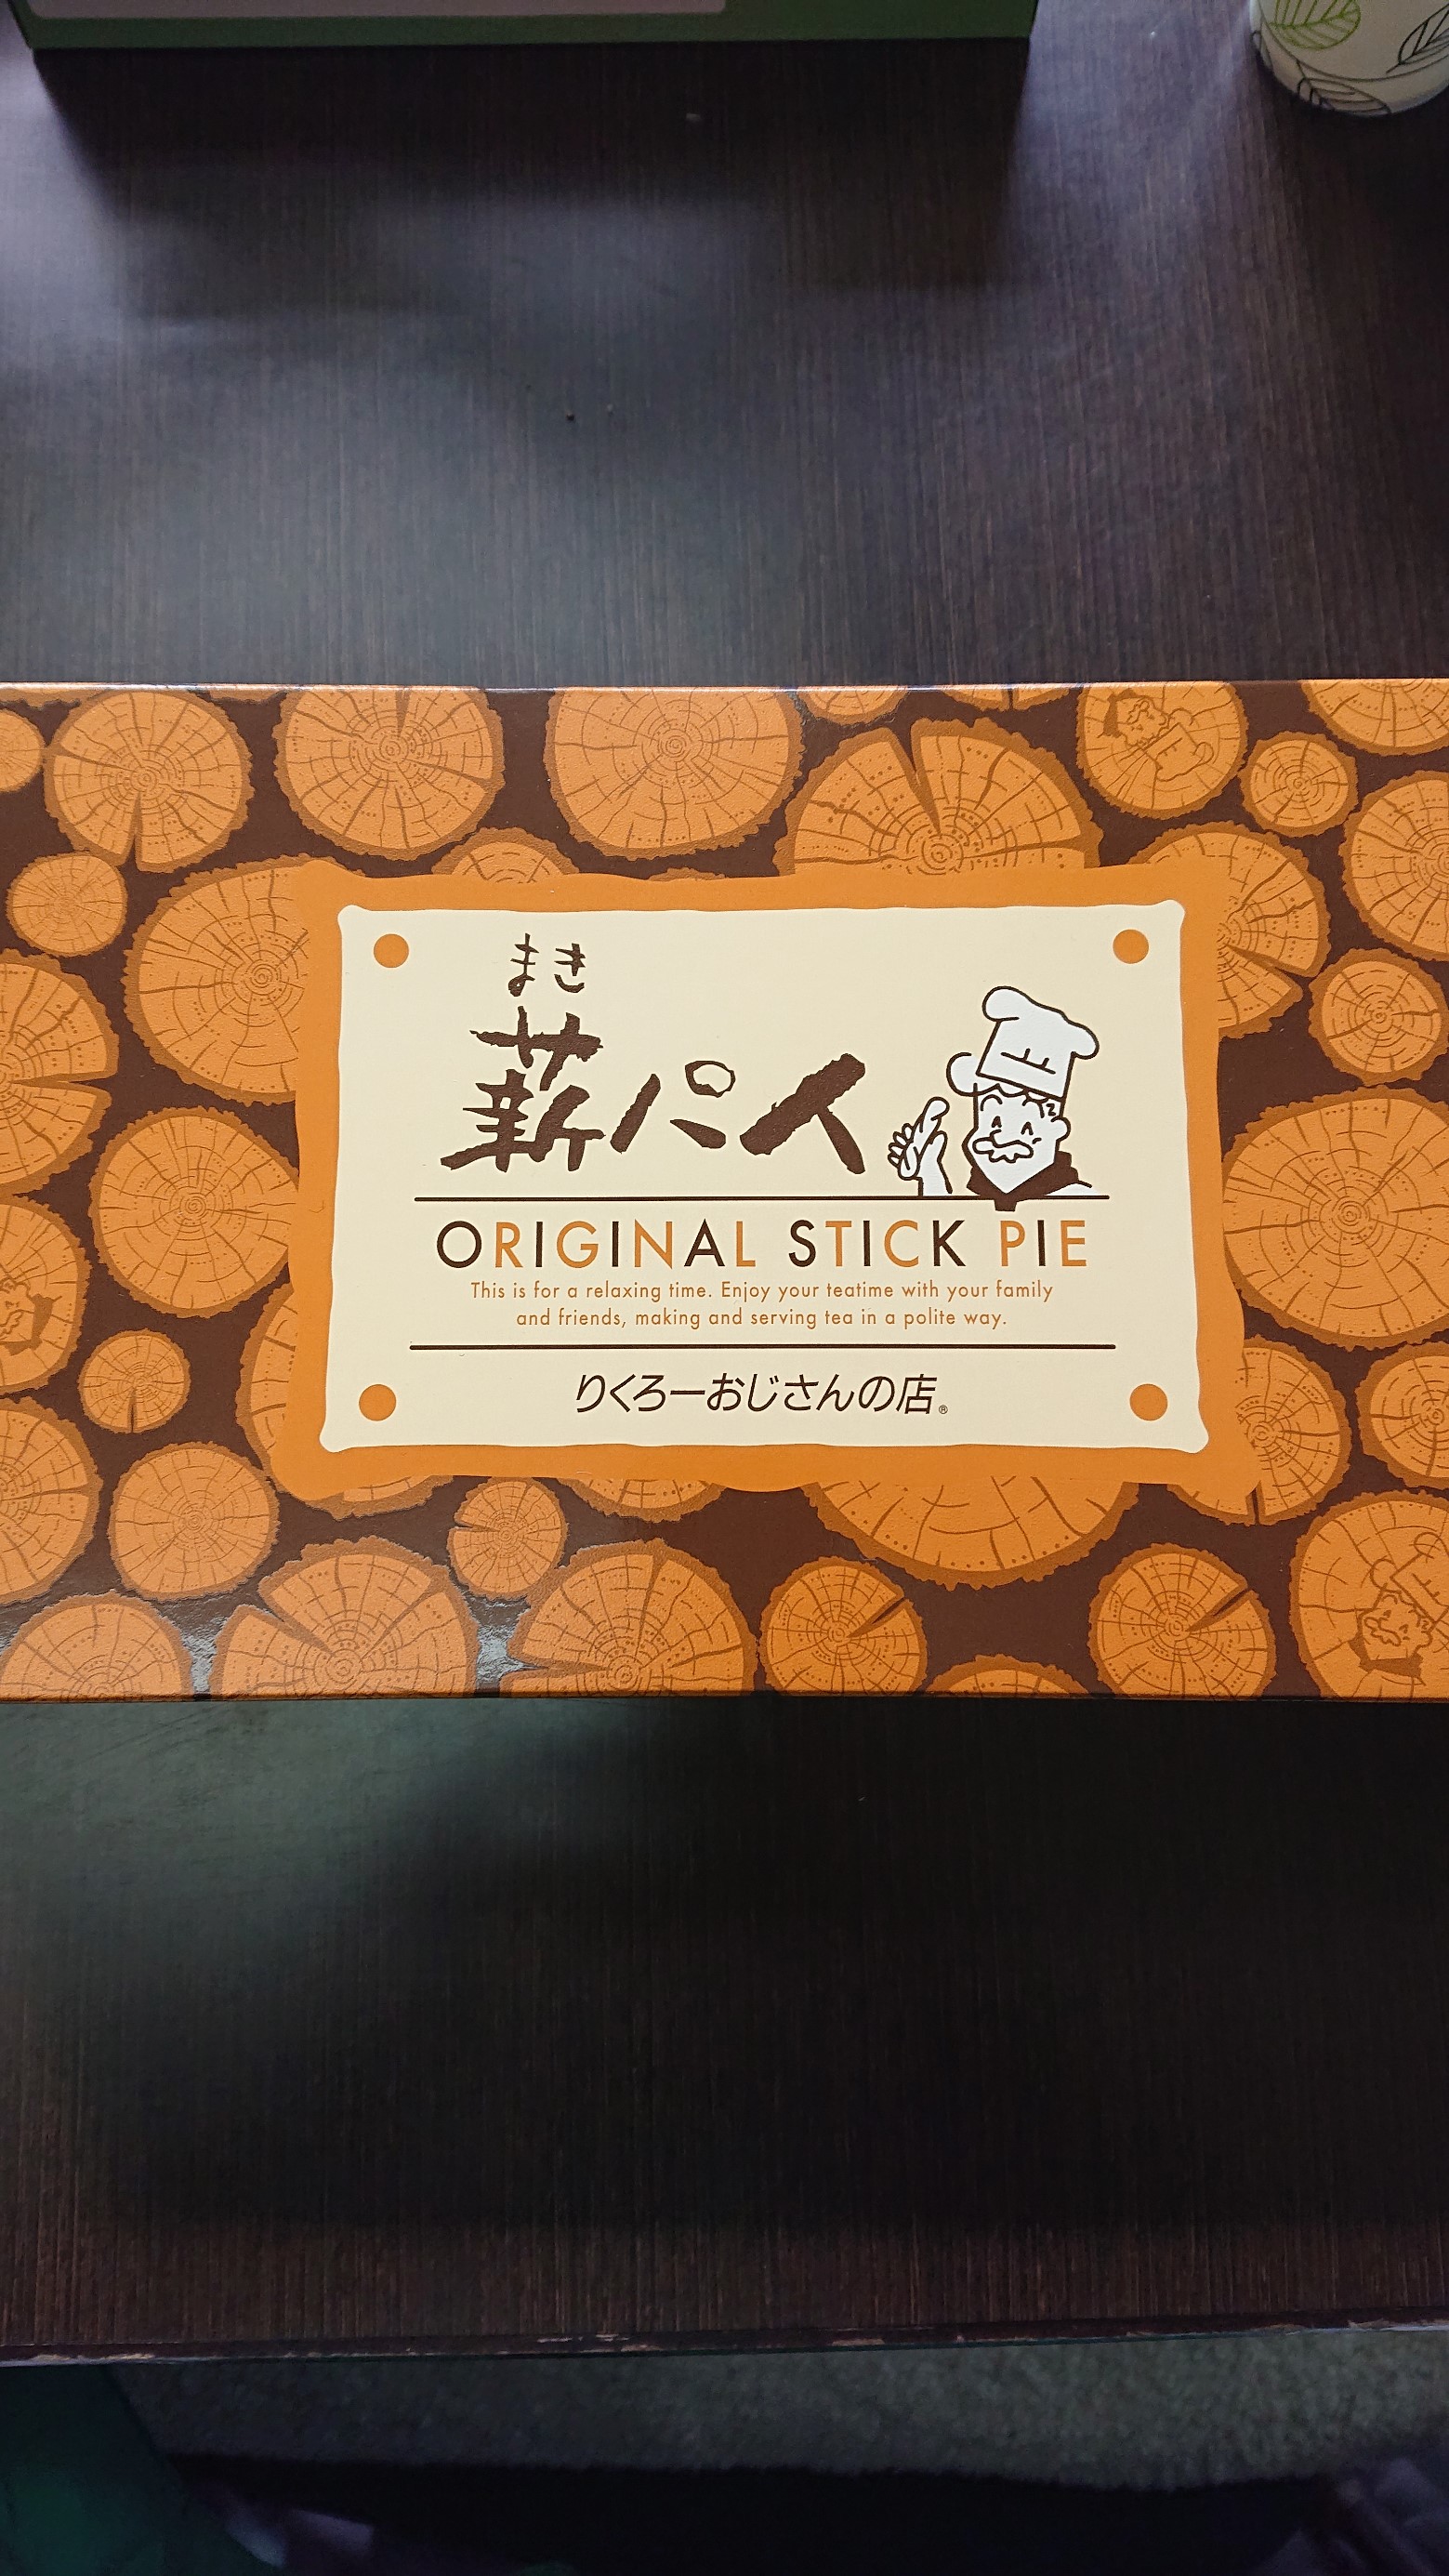 まき
薪パイ
ORIGINAL STICK PIE
This is for a relaxing time. Enjoy your teatime with your family
and friends, making and serving tea in a polite way.
りくろーおじさんの店®